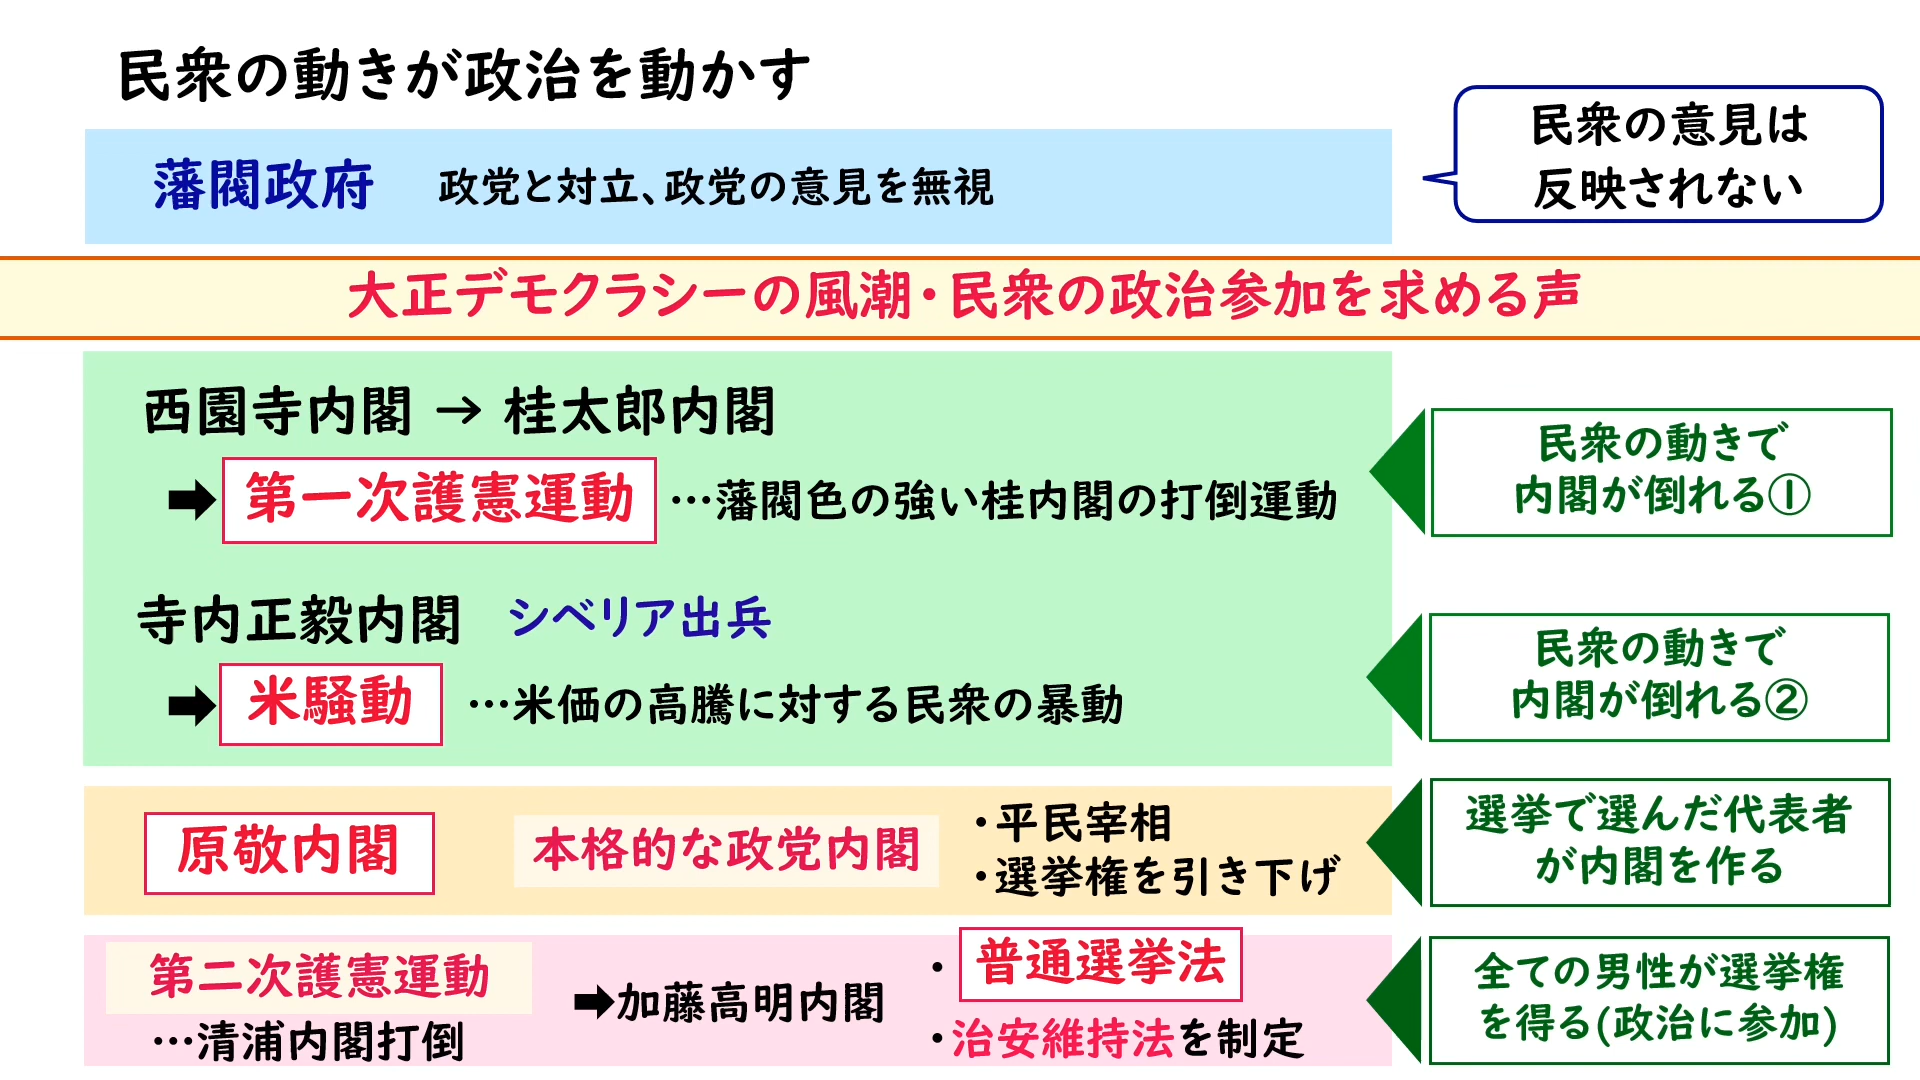 民衆の動きが政治を動かす
藩閥政府 政党と対立、政党の意見を無視
民衆の意見は
反映されない
大正デモクラシーの風潮・民衆の政治参加を求める声
西園寺内閣 → 桂太郎内閣
➡ 第一次護憲運動 …藩閥色の強い桂内閣の打倒運動
民衆の動きで
内閣が倒れる①
寺内正毅内閣 シベリア出兵
➡ 米騒動 …米価の高騰に対する民衆の暴動
民衆の動きで
内閣が倒れる②
原敬内閣 本格的な政党内閣
・平民宰相
・選挙権を引き下げ
選挙で選んだ代表者
が内閣を作る
第二次護憲運動
…清浦内閣打倒
➡加藤高明内閣
・普通選挙法
・治安維持法を制定
全ての男性が選挙権
を得る(政治に参加)